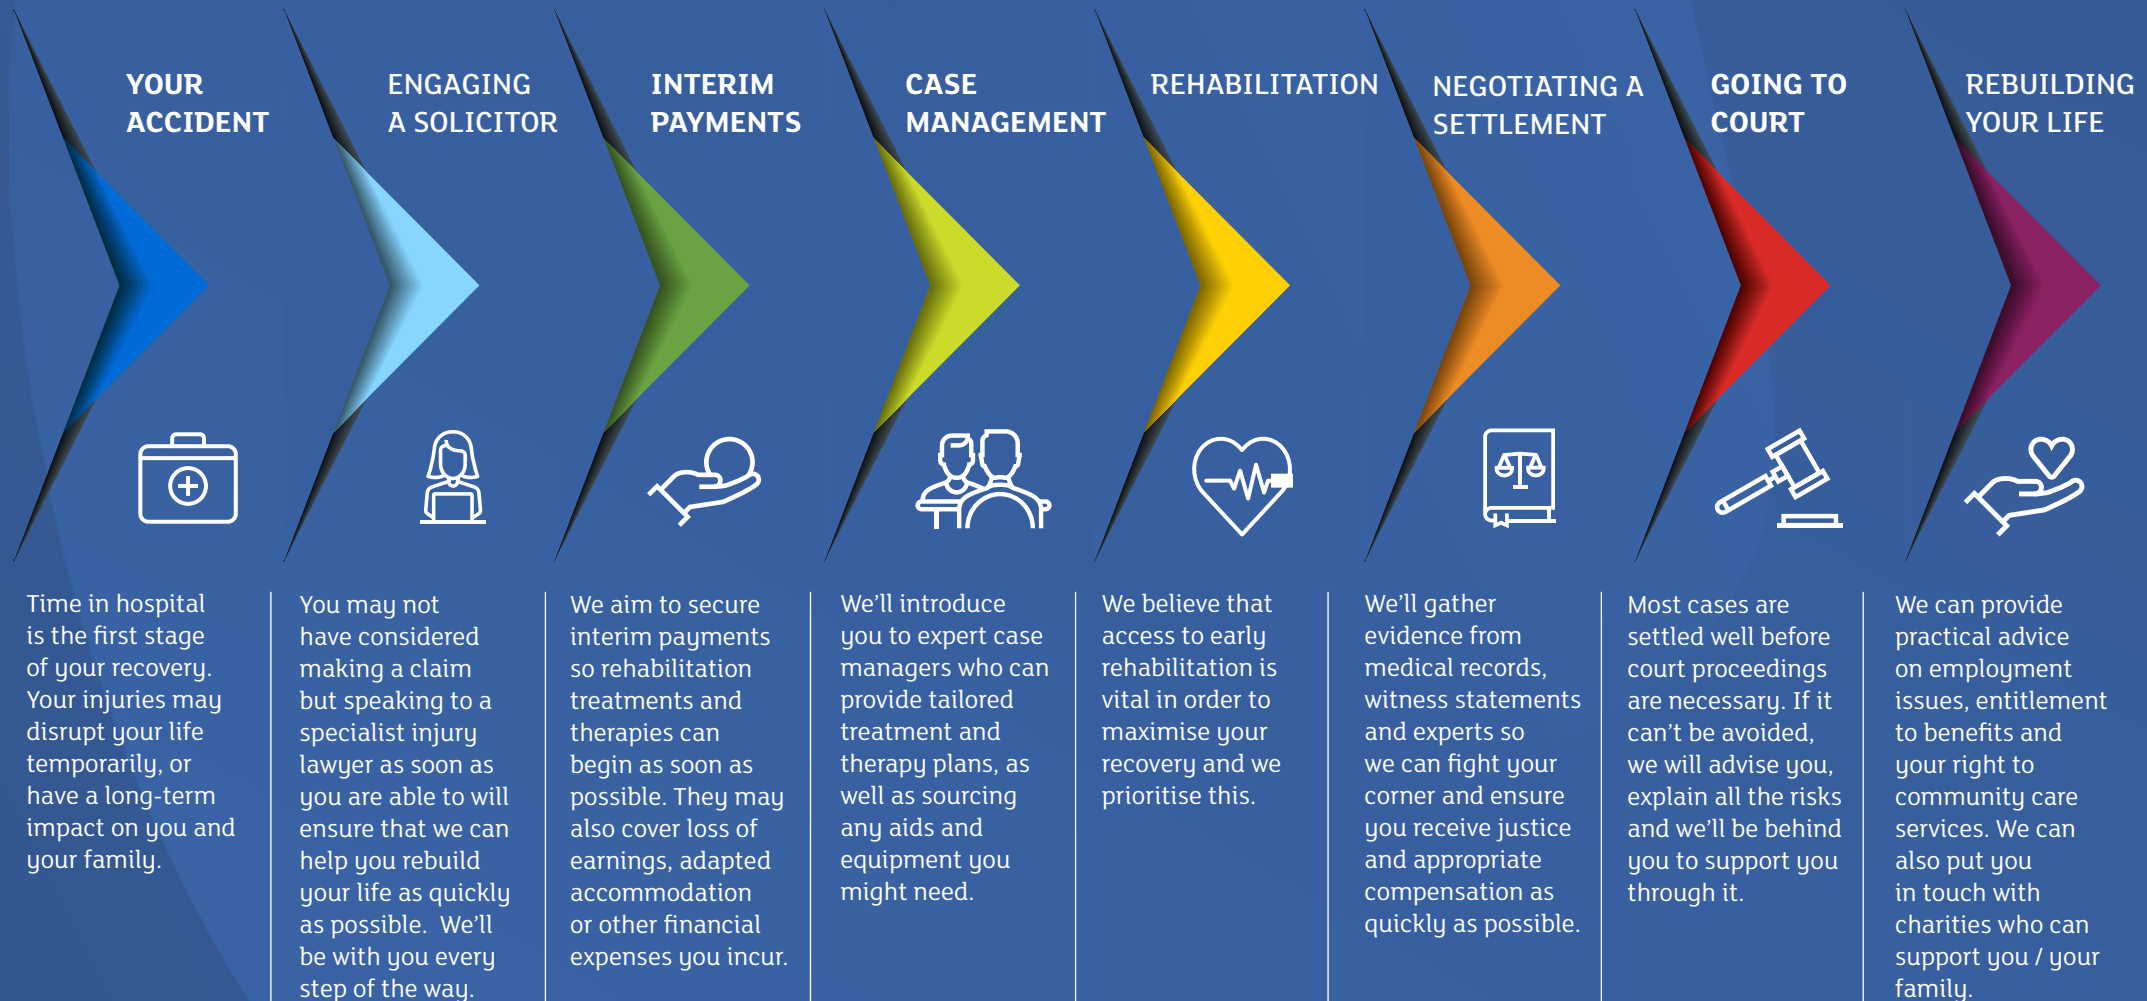 YOUR
ACCIDENT
Time in hospital
is the first stage
of your recovery.
Your injuries may
disrupt your life
temporarily, or
have a long-term
impact on you and
your family.
ENGAGING
A SOLICITOR
You may not
have considered
making a claim
but speaking to a
specialist injury
lawyer as soon as
you are able to will
ensure that we can
help you rebuild
your life as quickly
as possible.  We’ll
be with you every
step of the way.
INTERIM
PAYMENTS
We aim to secure
interim payments
so rehabilitation
treatments and
therapies can
begin as soon as
possible. They may
also cover loss of
earnings, adapted
accommodation
or other financial
expenses you incur.
CASE
MANAGEMENT
We’ll introduce
you to expert case
managers who can
provide tailored
treatment and
therapy plans, as
well as sourcing
any aids and
equipment you
might need.
REHABILITATION
We believe that
access to early
rehabilitation is
vital in order to
maximise your
recovery and we
prioritise this.
NEGOTIATING A
SETTLEMENT
We’ll gather
evidence from
medical records,
witness statements
and experts so
we can fight your
corner and ensure
you receive justice
and appropriate
compensation as
quickly as possible.
GOING TO
COURT
Most cases are
settled well before
court proceedings
are necessary. If it
can’t be avoided,
we will advise you,
explain all the risks
and we’ll be behind
you to support you
through it.
REBUILDING
YOUR LIFE
We can provide
practical advice
on employment
issues, entitlement
to benefits and
your right to
community care
services. We can
also put you
in touch with
charities who can
support you / your
family.